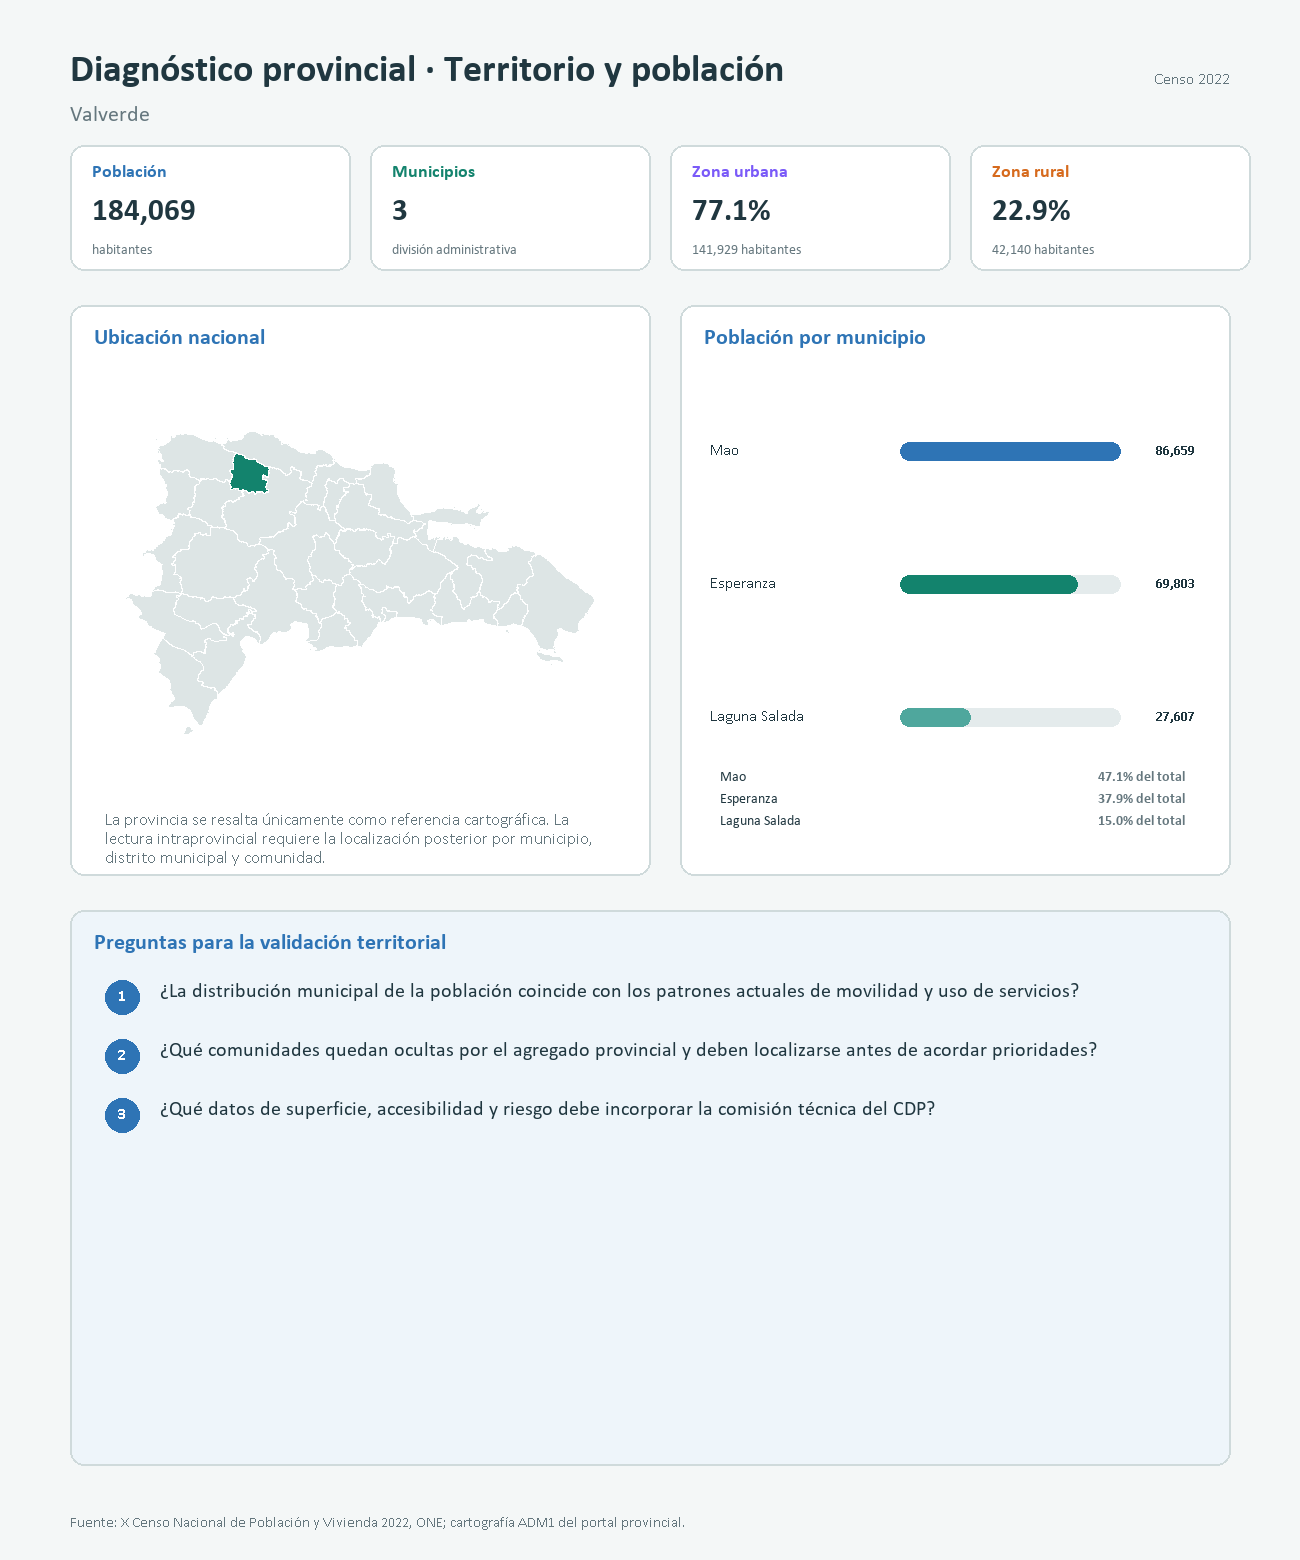 Diagnóstico provincial · Territorio y población
Censo 2022
Valverde
Población
184,069
habitantes
Municipios
3
división administrativa
Zona urbana
77.1%
141,929 habitantes
Zona rural
22.9%
42,140 habitantes
Ubicación nacional
La provincia se resalta únicamente como referencia cartográfica. La
lectura intraprovincial requiere la localización posterior por municipio,
distrito municipal y comunidad.
Población por municipio
Mao 86,659
Esperanza 69,803
Laguna Salada 27,607
Mao 47.1% del total
Esperanza 37.9% del total
Laguna Salada 15.0% del total
Preguntas para la validación territorial
1 ¿La distribución municipal de la población coincide con los patrones actuales de movilidad y uso de servicios?
2 ¿Qué comunidades quedan ocultas por el agregado provincial y deben localizarse antes de acordar prioridades?
3 ¿Qué datos de superficie, accesibilidad y riesgo debe incorporar la comisión técnica del CDP?
Fuente: X Censo Nacional de Población y Vivienda 2022, ONE; cartografía ADM1 del portal provincial.